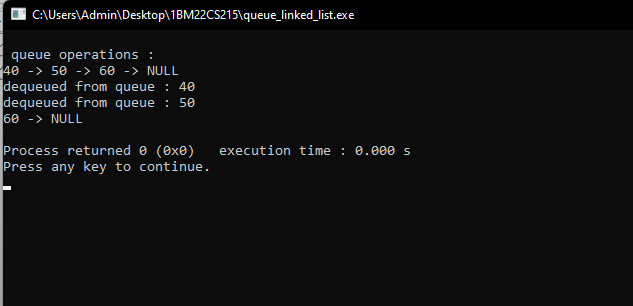 C:\Users\Admin\Desktop\1BM22CS215\queue_linked_list.exe
queue operations :
40 -> 50 -> 60 -> NULL
dequeued from queue : 40
dequeued from queue : 50
60 -> NULL
Process returned 0 (0x0)   execution time : 0.000 s
Press any key to continue.